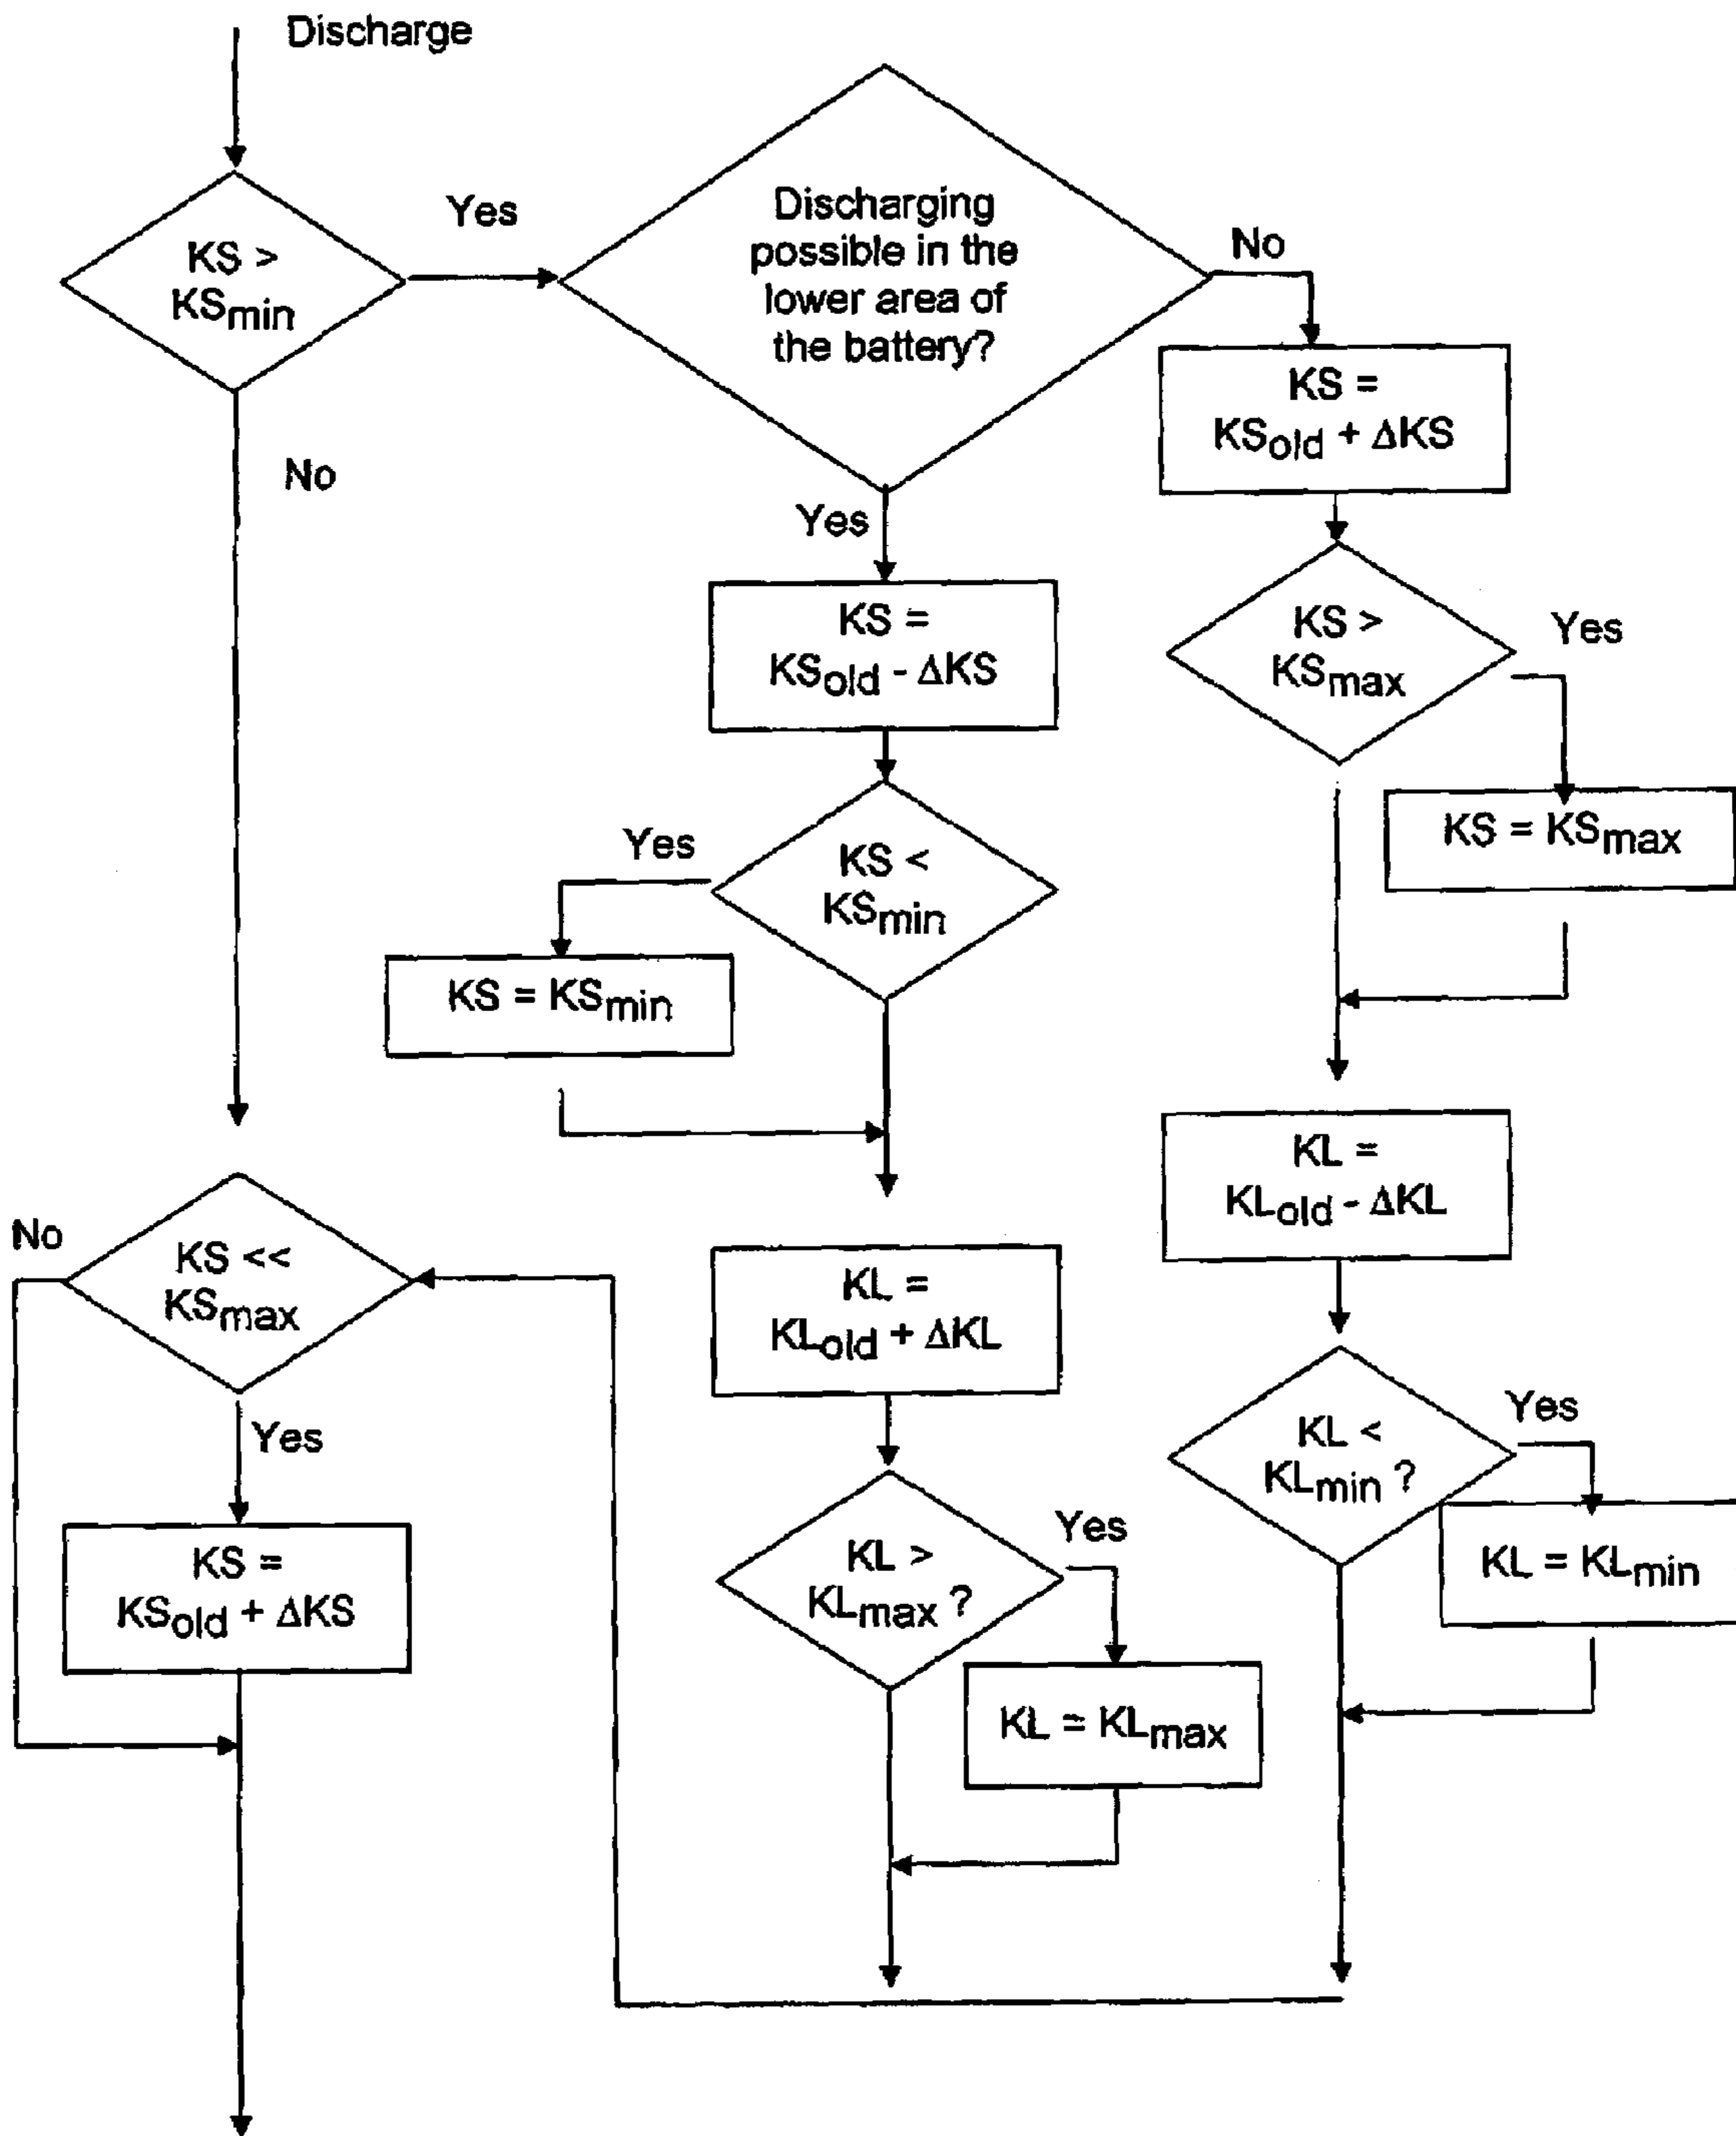 Discharge
KS >
KSmin
Yes
No
Discharging
possible in the
lower area of
the battery?
No
Yes
KS =
KSold + ΔKS
KS >
KSmax
Yes
KS = KSmax
KS =
KSold - ΔKS
KS <
KSmin
Yes
KS = KSmin
KL =
KLold - ΔKL
KL <
KLmin ?
Yes
KL = KLmin
KL =
KLold + ΔKL
KL >
KLmax ?
Yes
KL = KLmax
KS <<
KSmax
No
Yes
KS =
KSold + ΔKS